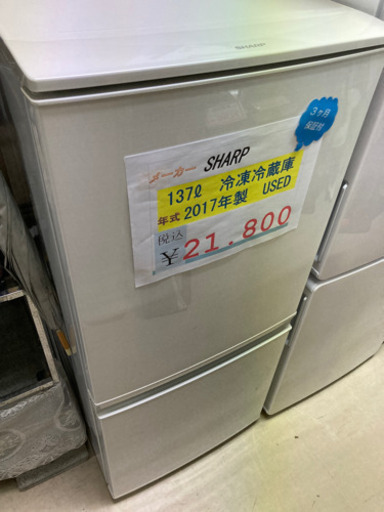 SHARP
3ヶ月
保証付
メーカー SHARP
137ℓ 冷凍冷蔵庫
年式 2017年製 USED
税込
¥21.800